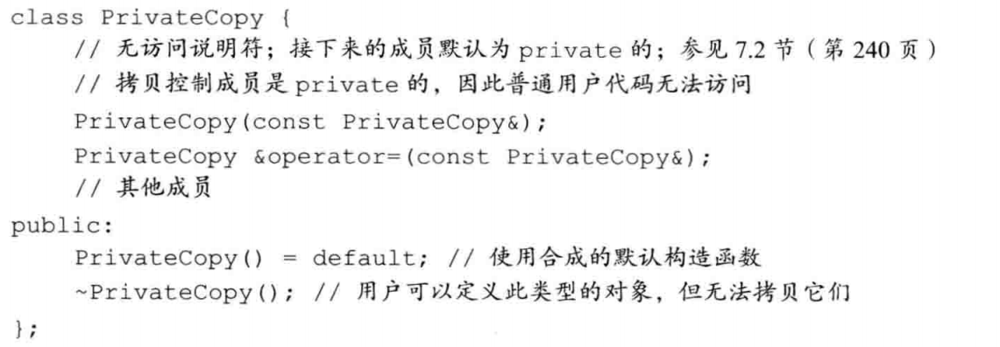 class PrivateCopy {
// 无访问说明符；接下来的成员默认为 private 的；参见 7.2 节（第 240 页）
// 拷贝控制成员是 private 的，因此普通用户代码无法访问
PrivateCopy(const PrivateCopy&);
PrivateCopy &operator=(const PrivateCopy&);
// 其他成员
public:
PrivateCopy() = default; // 使用合成的默认构造函数
~PrivateCopy(); // 用户可以定义此类型的对象，但无法拷贝它们
};